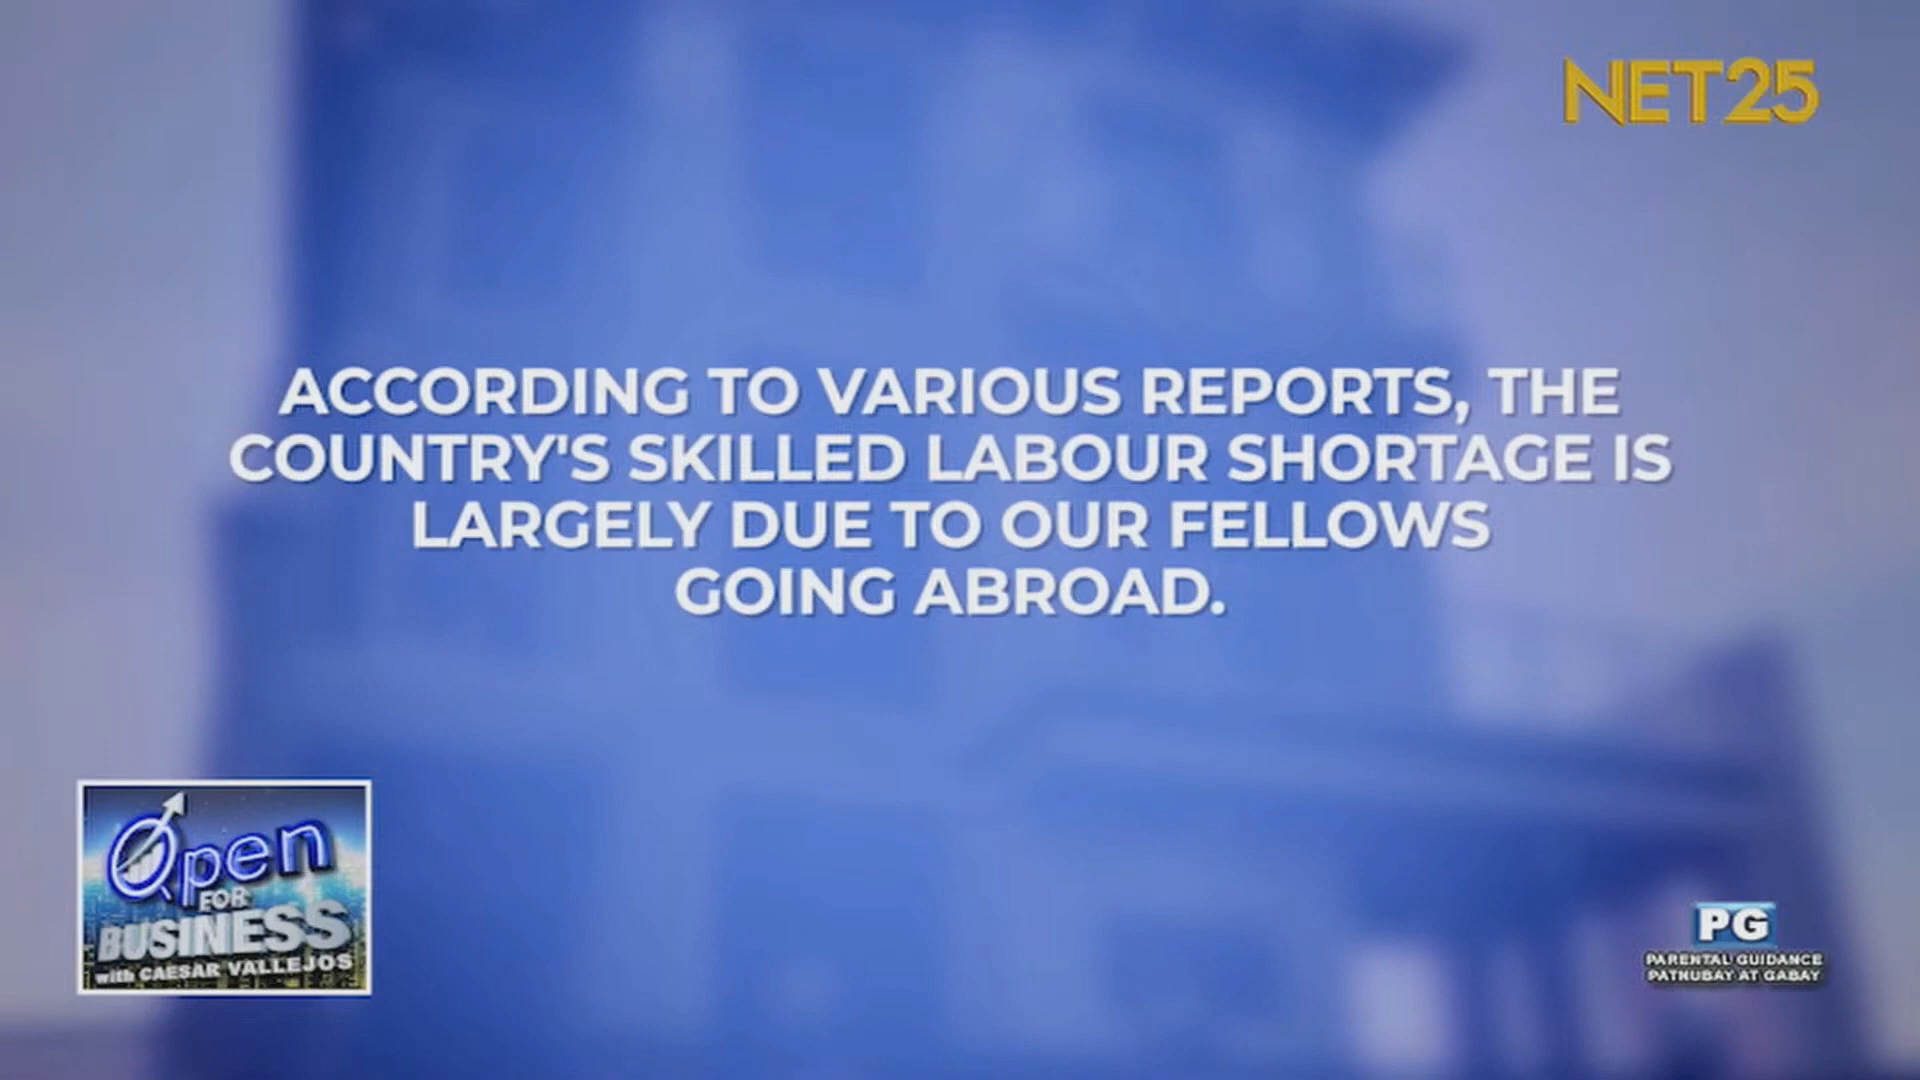 NET25
ACCORDING TO VARIOUS REPORTS, THE
COUNTRY'S SKILLED LABOUR SHORTAGE IS
LARGELY DUE TO OUR FELLOWS
GOING ABROAD.
Open
FOR
BUSINESS
with CAESAR VALLEJOS
PG
PARENTAL GUIDANCE
PATNUBAY AT GABAY